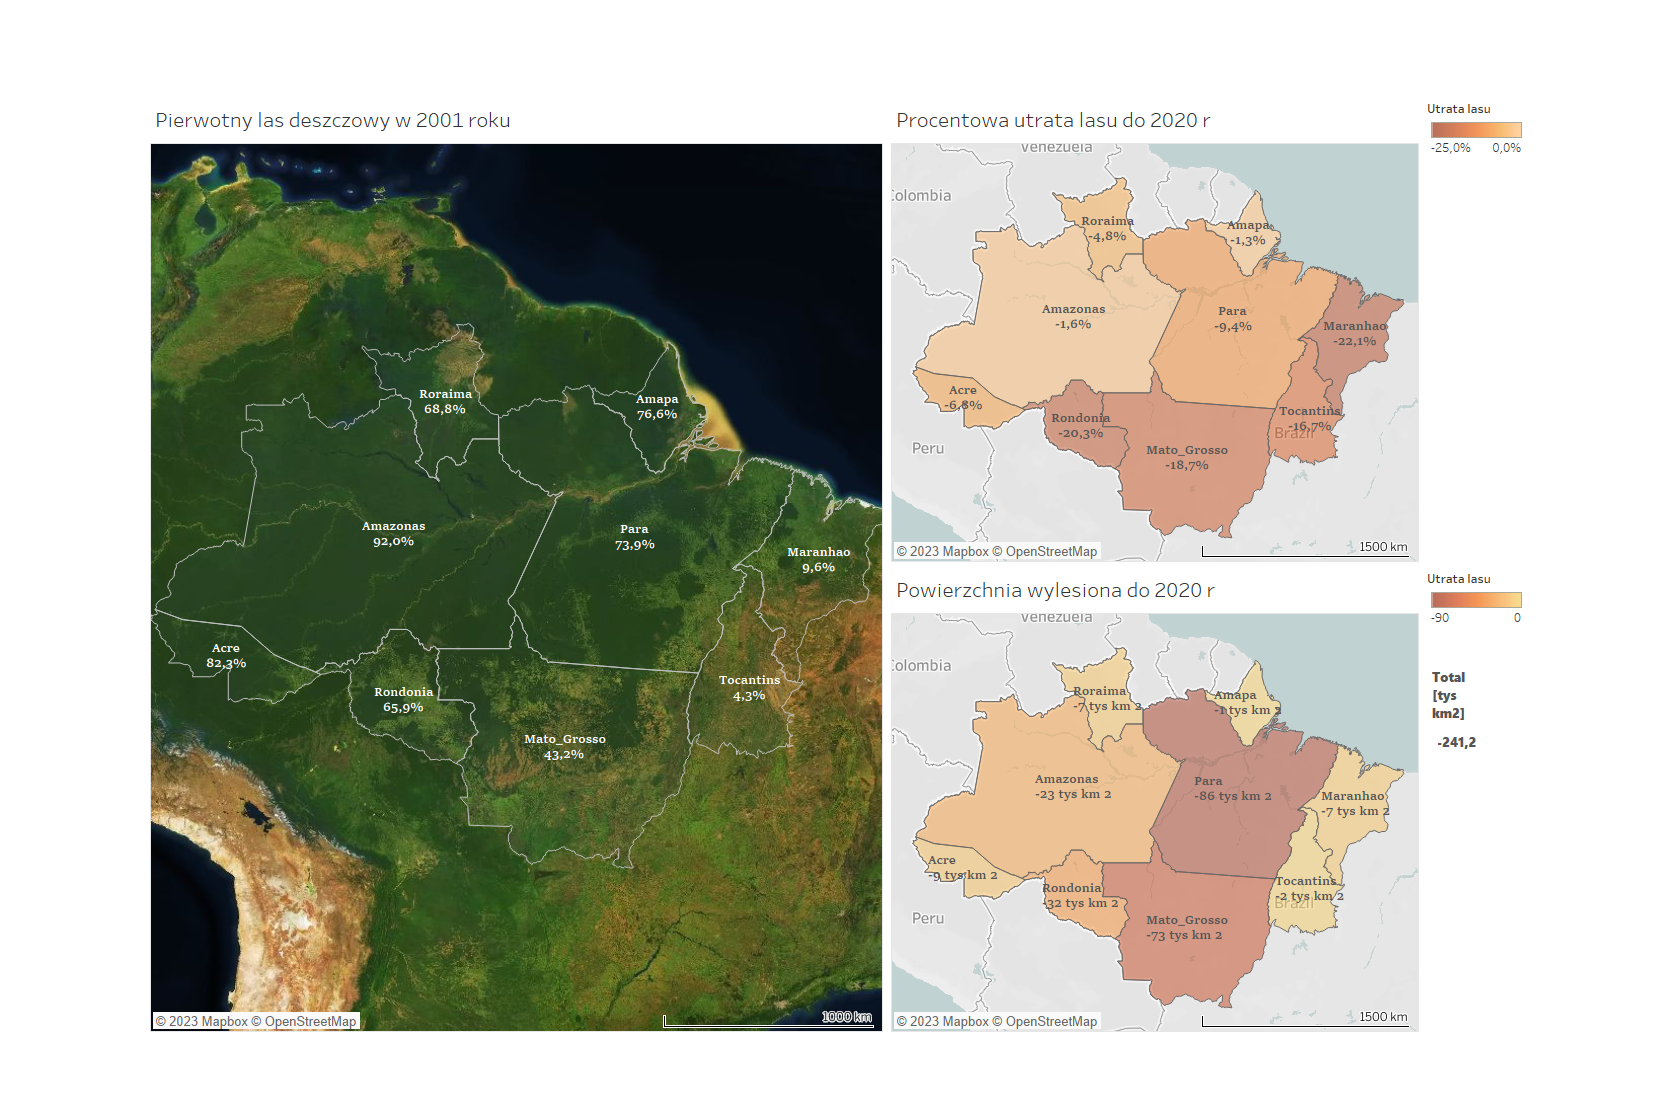 Pierwotny las deszczowy w 2001 roku
Roraima
68,8%
Amapa
76,6%
Amazonas
92,0%
Para
73,9%
Maranhao
9,6%
Acre
82,3%
Rondonia
65,9%
Tocantins
4,3%
Mato_Grosso
43,2%
© 2023 Mapbox © OpenStreetMap
1000 km
Procentowa utrata lasu do 2020 r
Venezuela
Colombia
Roraima
-4,8%
Amapa
-1,3%
Amazonas
-1,6%
Para
-9,4%
Maranhao
-22,1%
Acre
-6,8%
Rondonia
-20,3%
Tocantins
-16,7%
Brazil
Peru
Mato_Grosso
-18,7%
© 2023 Mapbox © OpenStreetMap
1500 km
Utrata lasu
-25,0% 0,0%
Powierzchnia wylesiona do 2020 r
Venezuela
Colombia
Roraima
-7 tys km 2
Amapa
-1 tys km 2
Amazonas
-23 tys km 2
Para
-86 tys km 2
Maranhao
-7 tys km 2
Acre
-9 tys km 2
Rondonia
-32 tys km 2
Tocantins
-2 tys km 2
Brazil
Peru
Mato_Grosso
-73 tys km 2
© 2023 Mapbox © OpenStreetMap
1500 km
Utrata lasu
-90 0
Total
[tys
km2]
-241,2